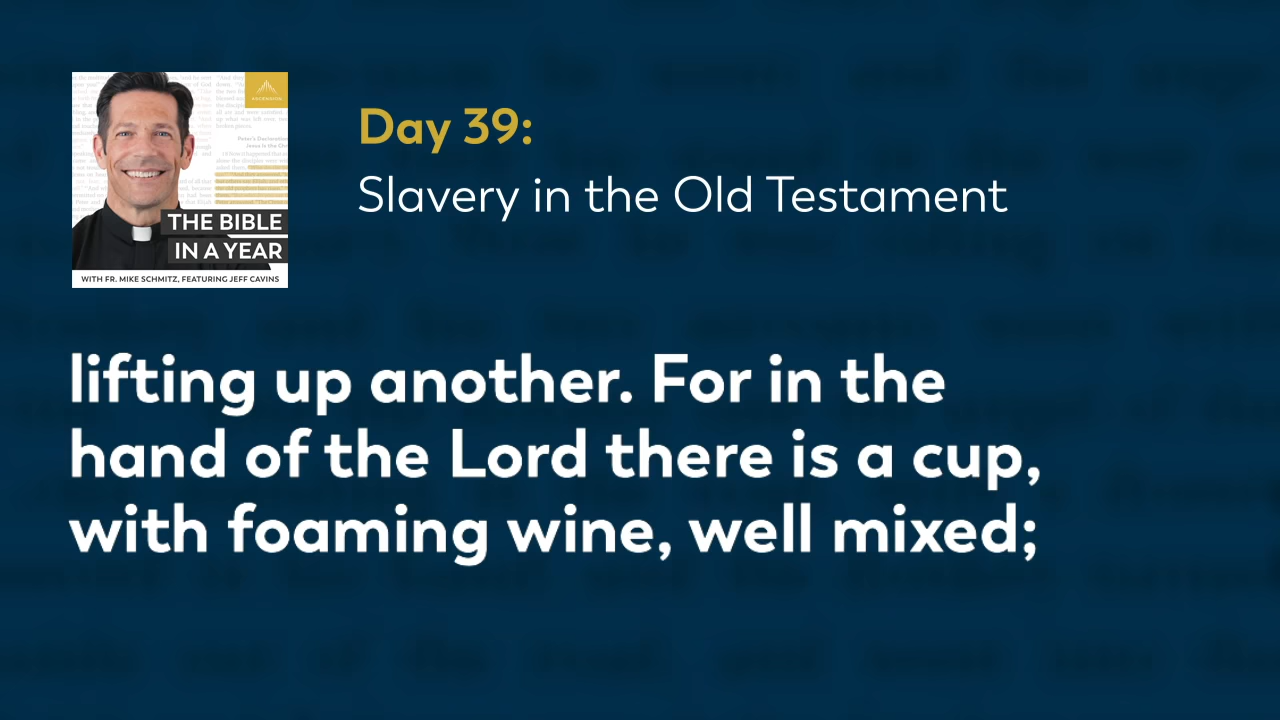 ASCENSION
THE BIBLE
IN A YEAR
WITH FR. MIKE SCHMITZ, FEATURING JEFF CAVINS
Day 39:
Slavery in the Old Testament
lifting up another. For in the
hand of the Lord there is a cup,
with foaming wine, well mixed;